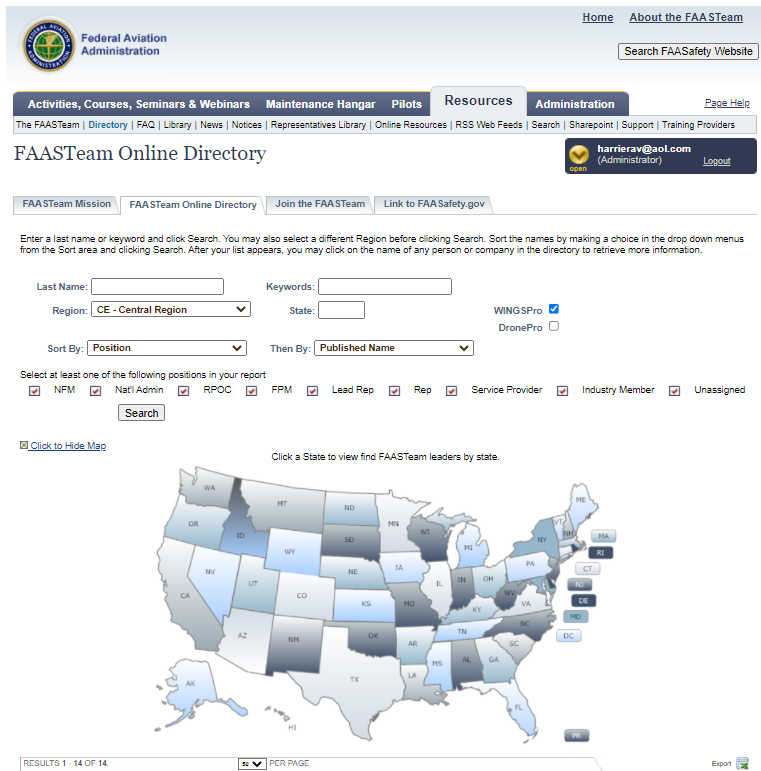 Home About the FAASTeam
Federal Aviation
Administration
Search FAASafety Website
Activities, Courses, Seminars & Webinars Maintenance Hangar Pilots Resources Administration Page Help
The FAASTeam | Directory | FAQ | Library | News | Notices | Representatives Library | Online Resources | RSS Web Feeds | Search | Sharepoint | Support | Training Providers
FAASTeam Online Directory
harrierav@aol.com
(Administrator) Logout
open
FAASTeam Mission FAASTeam Online Directory Join the FAASTeam Link to FAASafety.gov
Enter a last name or keyword and click Search. You may also select a different Region before clicking Search. Sort the names by making a choice in the drop down menus
from the Sort area and clicking Search. After your list appears, you may click on the name of any person or company in the directory to retrieve more information.
Last Name: Keywords:
Region: CE - Central Region State: WINGSPro
DronePro
Sort By: Position Then By: Published Name
Select at least one of the following positions in your report
NFM Nat'l Admin RPOC FPM Lead Rep Rep Service Provider Industry Member Unassigned
Search
Click to Hide Map
Click a State to view find FAASTeam leaders by state.
WA MT ND MN ME
VT NH
OR ID SD WI MI NY MA
RI
WY IA PA CT
NV NE IL IN OH NJ
UT CO KS MO WV VA DE
CA KY MD
AZ NM OK AR TN NC DC
SC
MS AL GA
TX LA
AK FL
HI PR
RESULTS 1 - 14 OF 14. 50 PER PAGE Export